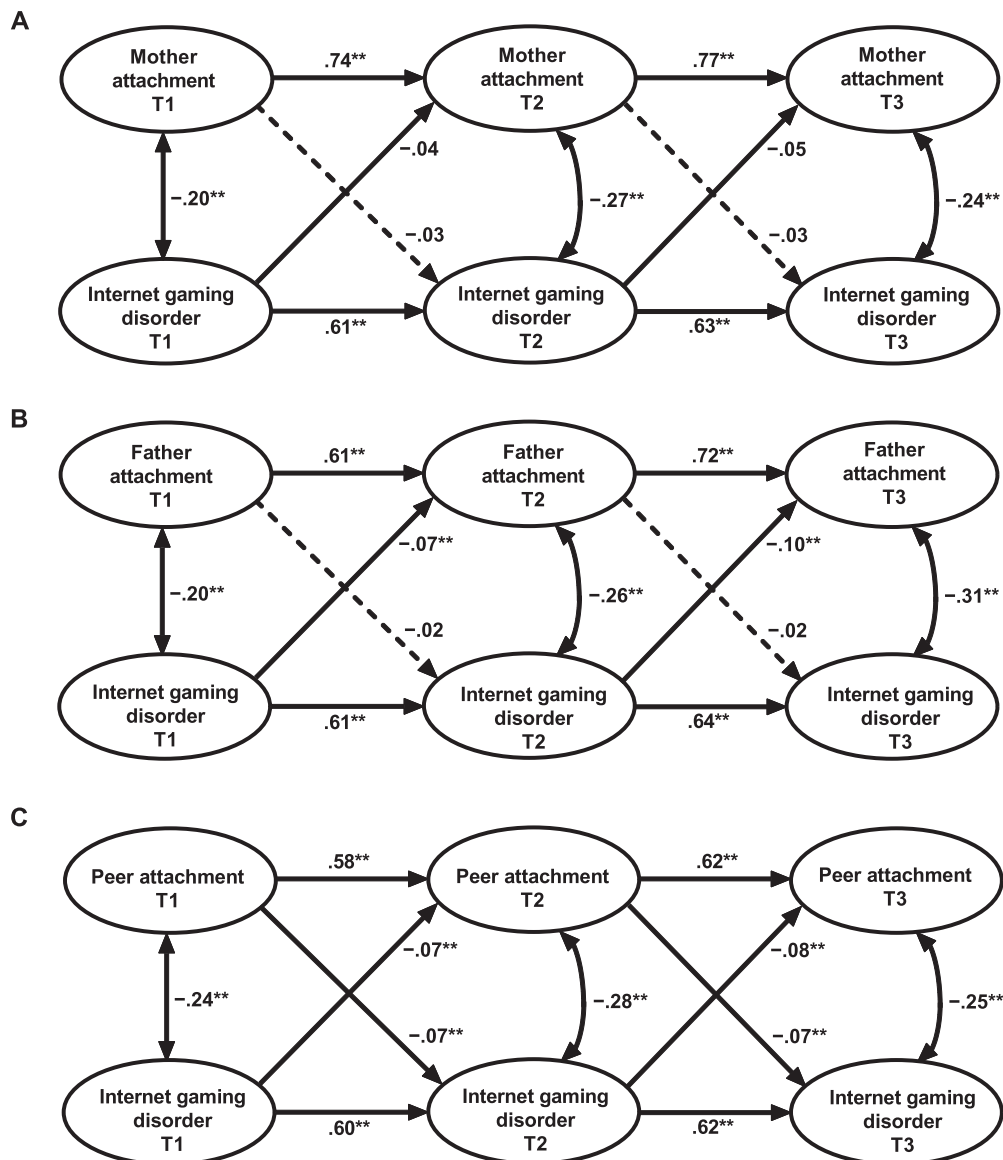 A
Mother
attachment
T1
.74**
Mother
attachment
T2
.77**
Mother
attachment
T3
−.04
−.05
−.20**
−.27**
−.24**
−.03
−.03
Internet gaming
disorder
T1
.61**
Internet gaming
disorder
T2
.63**
Internet gaming
disorder
T3
B
Father
attachment
T1
.61**
Father
attachment
T2
.72**
Father
attachment
T3
−.07**
−.10**
−.20**
−.26**
−.31**
−.02
−.02
Internet gaming
disorder
T1
.61**
Internet gaming
disorder
T2
.64**
Internet gaming
disorder
T3
C
Peer attachment
T1
.58**
Peer attachment
T2
.62**
Peer attachment
T3
−.07**
−.08**
−.24**
−.28**
−.25**
−.07**
−.07**
Internet gaming
disorder
T1
.60**
Internet gaming
disorder
T2
.62**
Internet gaming
disorder
T3